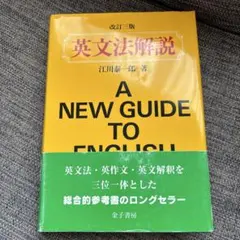 改訂三版
英文法解説
江川泰一郎 著
A
NEW GUIDE
TO
ENGLISH
英文法・英作文・英文解釈を
三位一体とした
総合的参考書のロングセラー
金子書房